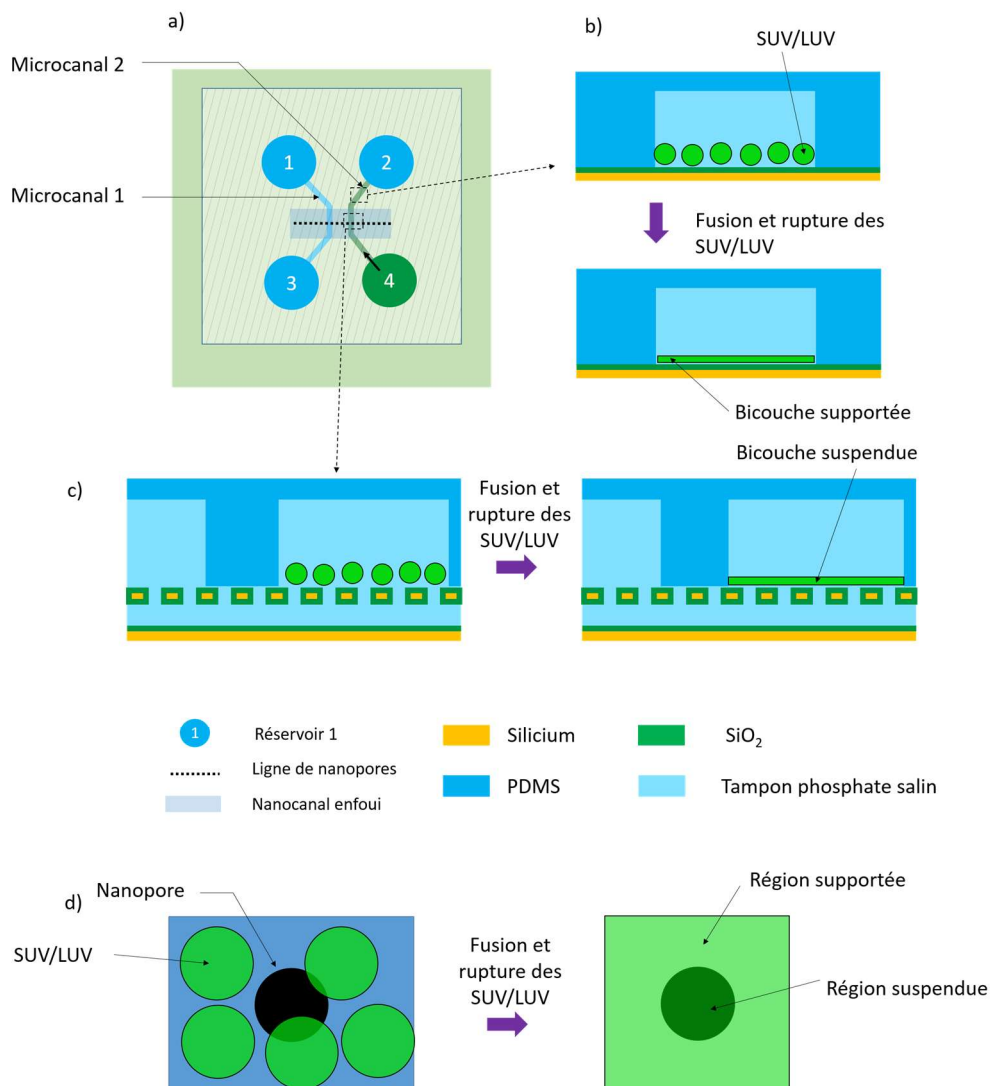 a)
Microcanal 2
Microcanal 1
1
2
3
4
b)
SUV/LUV
Fusion et rupture des
SUV/LUV
Bicouche supportée
c)
Fusion et
rupture des
SUV/LUV
Bicouche suspendue
1
Réservoir 1
Ligne de nanopores
Nanocanal enfoui
Silicium
PDMS
SiO₂
Tampon phosphate salin
d)
Nanopore
SUV/LUV
Fusion et
rupture des
SUV/LUV
Région supportée
Région suspendue